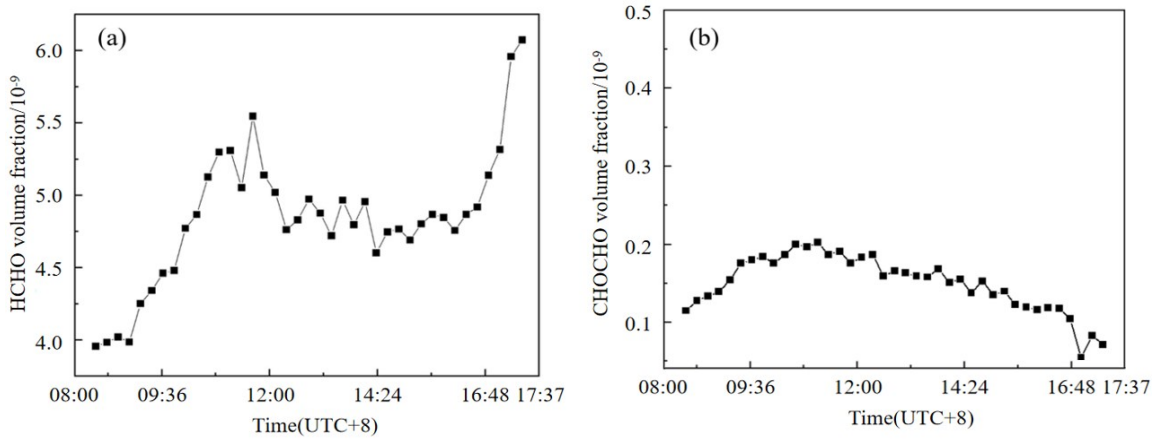 (a)
HCHO volume fraction/10⁻⁹
6.0
5.5
5.0
4.5
4.0
08:00 09:36 12:00 14:24 16:48 17:37
Time(UTC+8)
(b)
CHOCHO volume fraction/10⁻⁹
0.5
0.4
0.3
0.2
0.1
08:00 09:36 12:00 14:24 16:48 17:37
Time(UTC+8)